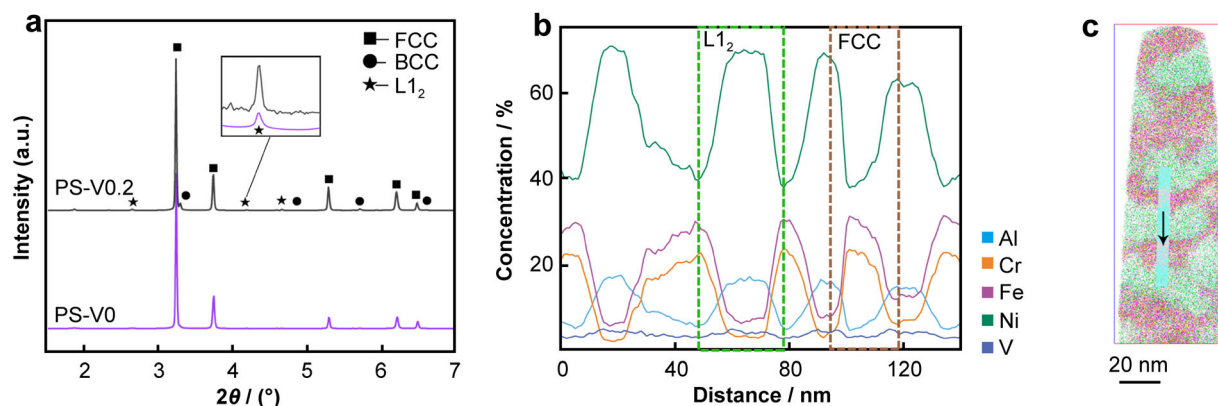 a
Intensity (a.u.)
■ FCC
● BCC
★ L1₂
PS-V0.2
PS-V0
2 3 4 5 6 7
2θ / (°)
b
Concentration / %
60
40
20
L1₂
FCC
0 40 80 120
Distance / nm
Al
Cr
Fe
Ni
V
c
20 nm